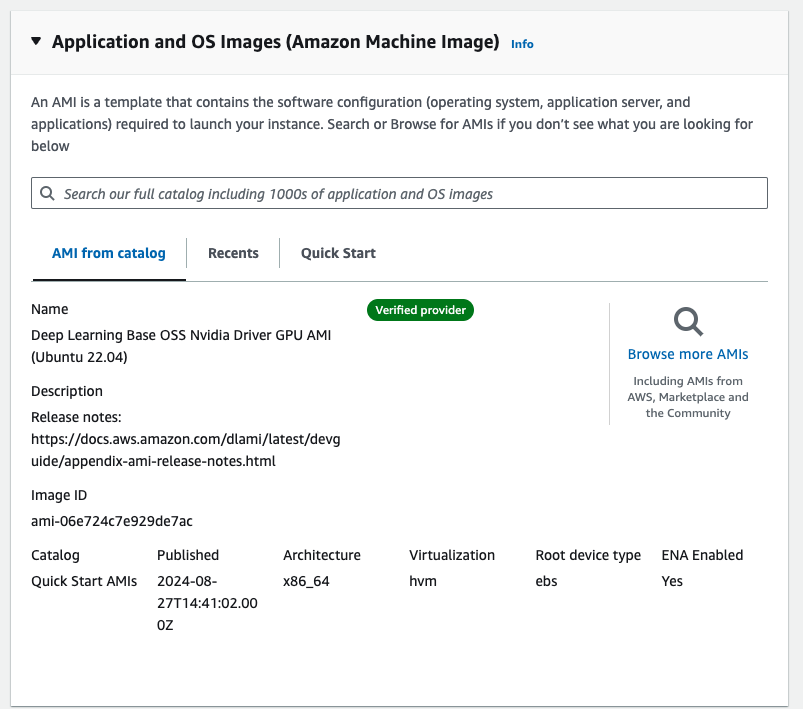 Application and OS Images (Amazon Machine Image) Info
An AMI is a template that contains the software configuration (operating system, application server, and
applications) required to launch your instance. Search or Browse for AMIs if you don't see what you are looking for
below
Search our full catalog including 1000s of application and OS images
AMI from catalog
Recents
Quick Start
Name
Verified provider
Deep Learning Base OSS Nvidia Driver GPU AMI
(Ubuntu 22.04)
Description
Release notes:
https://docs.aws.amazon.com/dlami/latest/devg
uide/appendix-ami-release-notes.html
Image ID
ami-06e724c7e929de7ac
Browse more AMIs
Including AMIs from
AWS, Marketplace and
the Community
Catalog
Quick Start AMIs
Published
2024-08-
27T14:41:02.00
0Z
Architecture
x86_64
Virtualization
hvm
Root device type
ebs
ENA Enabled
Yes